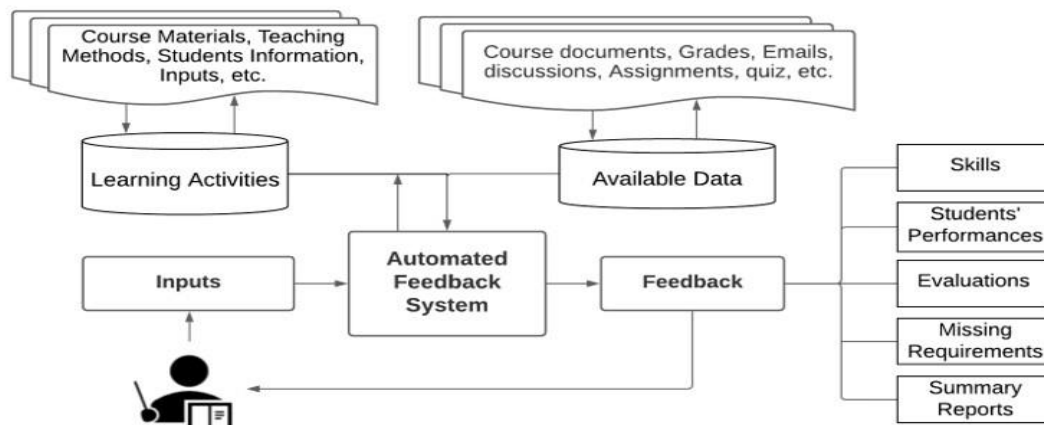 Course Materials, Teaching
Methods, Students Information,
Inputs, etc.
Course documents, Grades, Emails,
discussions, Assignments, quiz, etc.
Learning Activities
Available Data
Skills
Students'
Performances
Inputs
Automated
Feedback
System
Feedback
Evaluations
Missing
Requirements
Summary
Reports